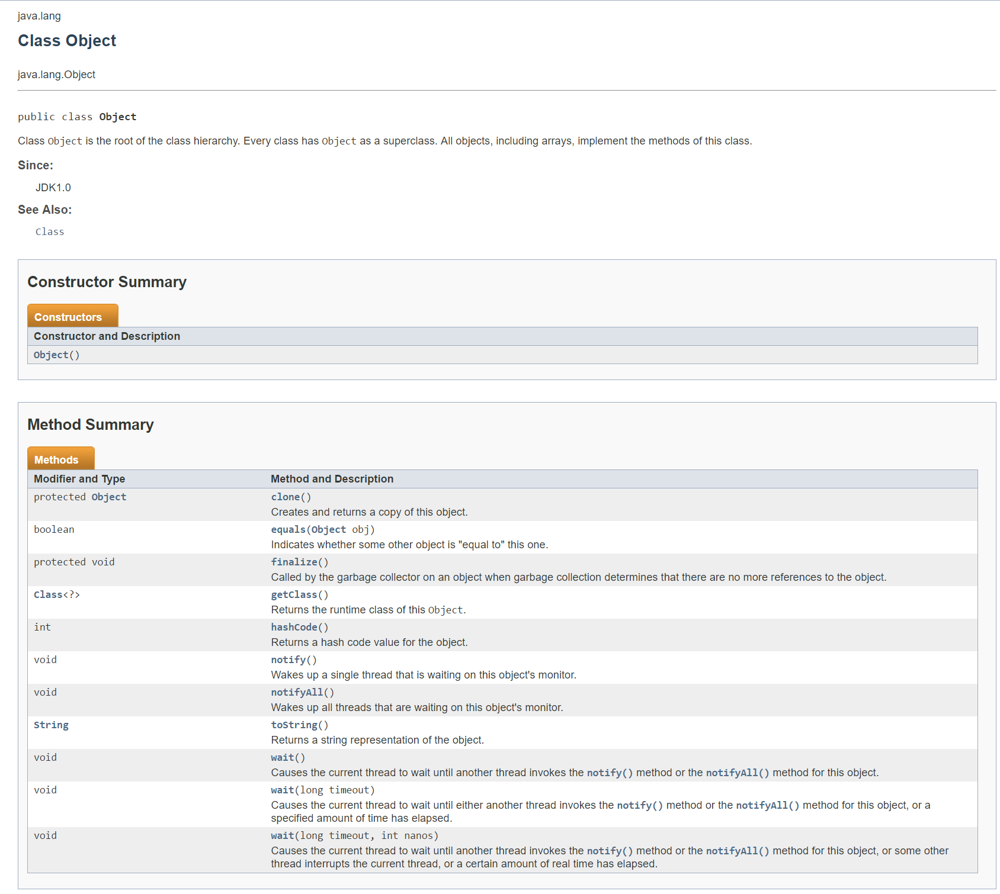 java.lang
Class Object
java.lang.Object
public class Object
Class Object is the root of the class hierarchy. Every class has Object as a superclass. All objects, including arrays, implement the methods of this class.
Since:
JDK1.0
See Also:
Class
Constructor Summary
Constructors
Constructor and Description
Object()
Method Summary
Methods
Modifier and Type Method and Description
protected Object clone()
Creates and returns a copy of this object.
boolean equals(Object obj)
Indicates whether some other object is "equal to" this one.
protected void finalize()
Called by the garbage collector on an object when garbage collection determines that there are no more references to the object.
Class<?> getClass()
Returns the runtime class of this Object.
int hashCode()
Returns a hash code value for the object.
void notify()
Wakes up a single thread that is waiting on this object's monitor.
void notifyAll()
Wakes up all threads that are waiting on this object's monitor.
String toString()
Returns a string representation of the object.
void wait()
Causes the current thread to wait until another thread invokes the notify() method or the notifyAll() method for this object.
void wait(long timeout)
Causes the current thread to wait until either another thread invokes the notify() method or the notifyAll() method for this object, or a
specified amount of time has elapsed.
void wait(long timeout, int nanos)
Causes the current thread to wait until another thread invokes the notify() method or the notifyAll() method for this object, or some other
thread interrupts the current thread, or a certain amount of real time has elapsed.